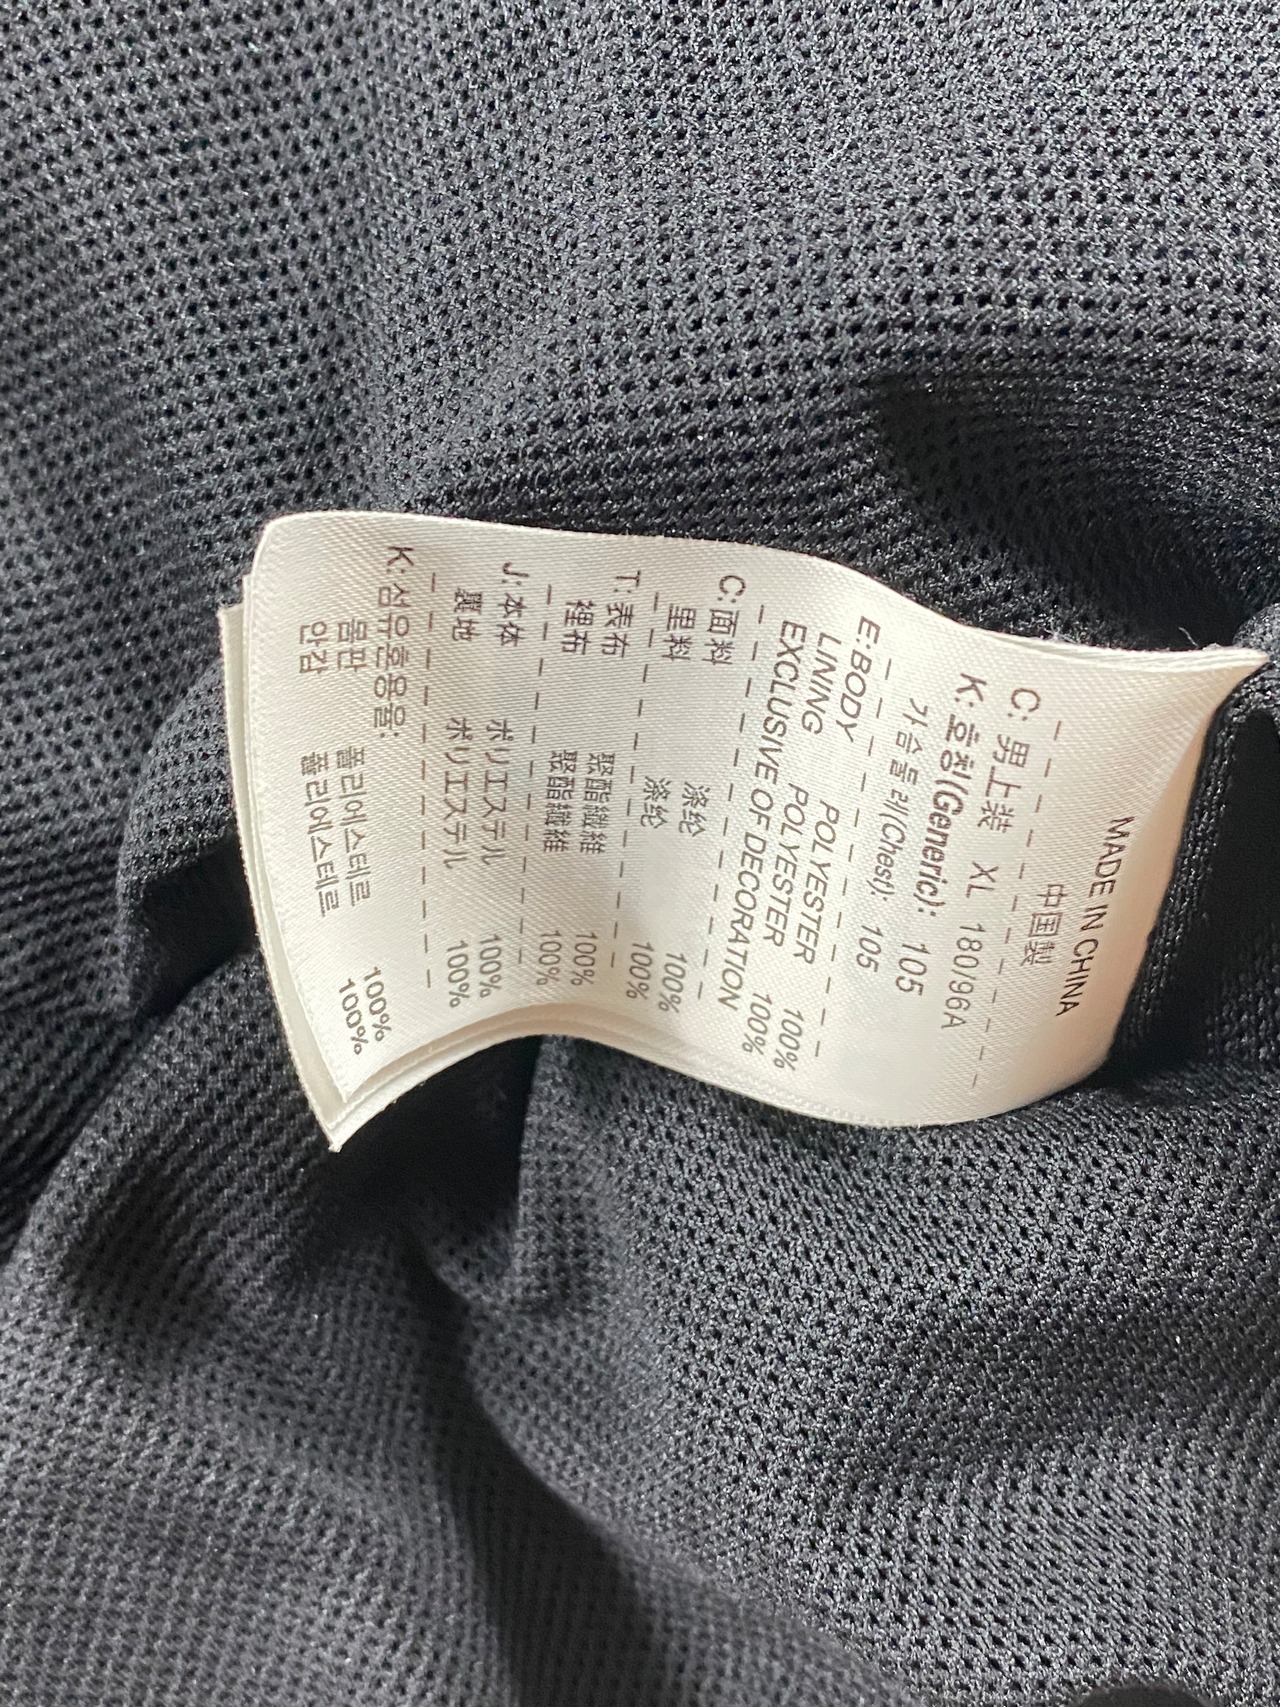 MADE IN CHINA
中国製
C: 男上装 XL 180/96A
K: 호칭(Generic): 105
가슴둘레(Chest): 105
E:BODY POLYESTER 100%
LINING POLYESTER 100%
EXCLUSIVE OF DECORATION
C:面料 涤纶 100%
里料 涤纶 100%
T:表布 聚酯纖維 100%
裡布 聚酯纖維 100%
J:本体 ポリエステル 100%
裏地 ポリエステル 100%
K:섬유혼용율:
몸판 폴리에스테르 100%
안감 폴리에스테르 100%